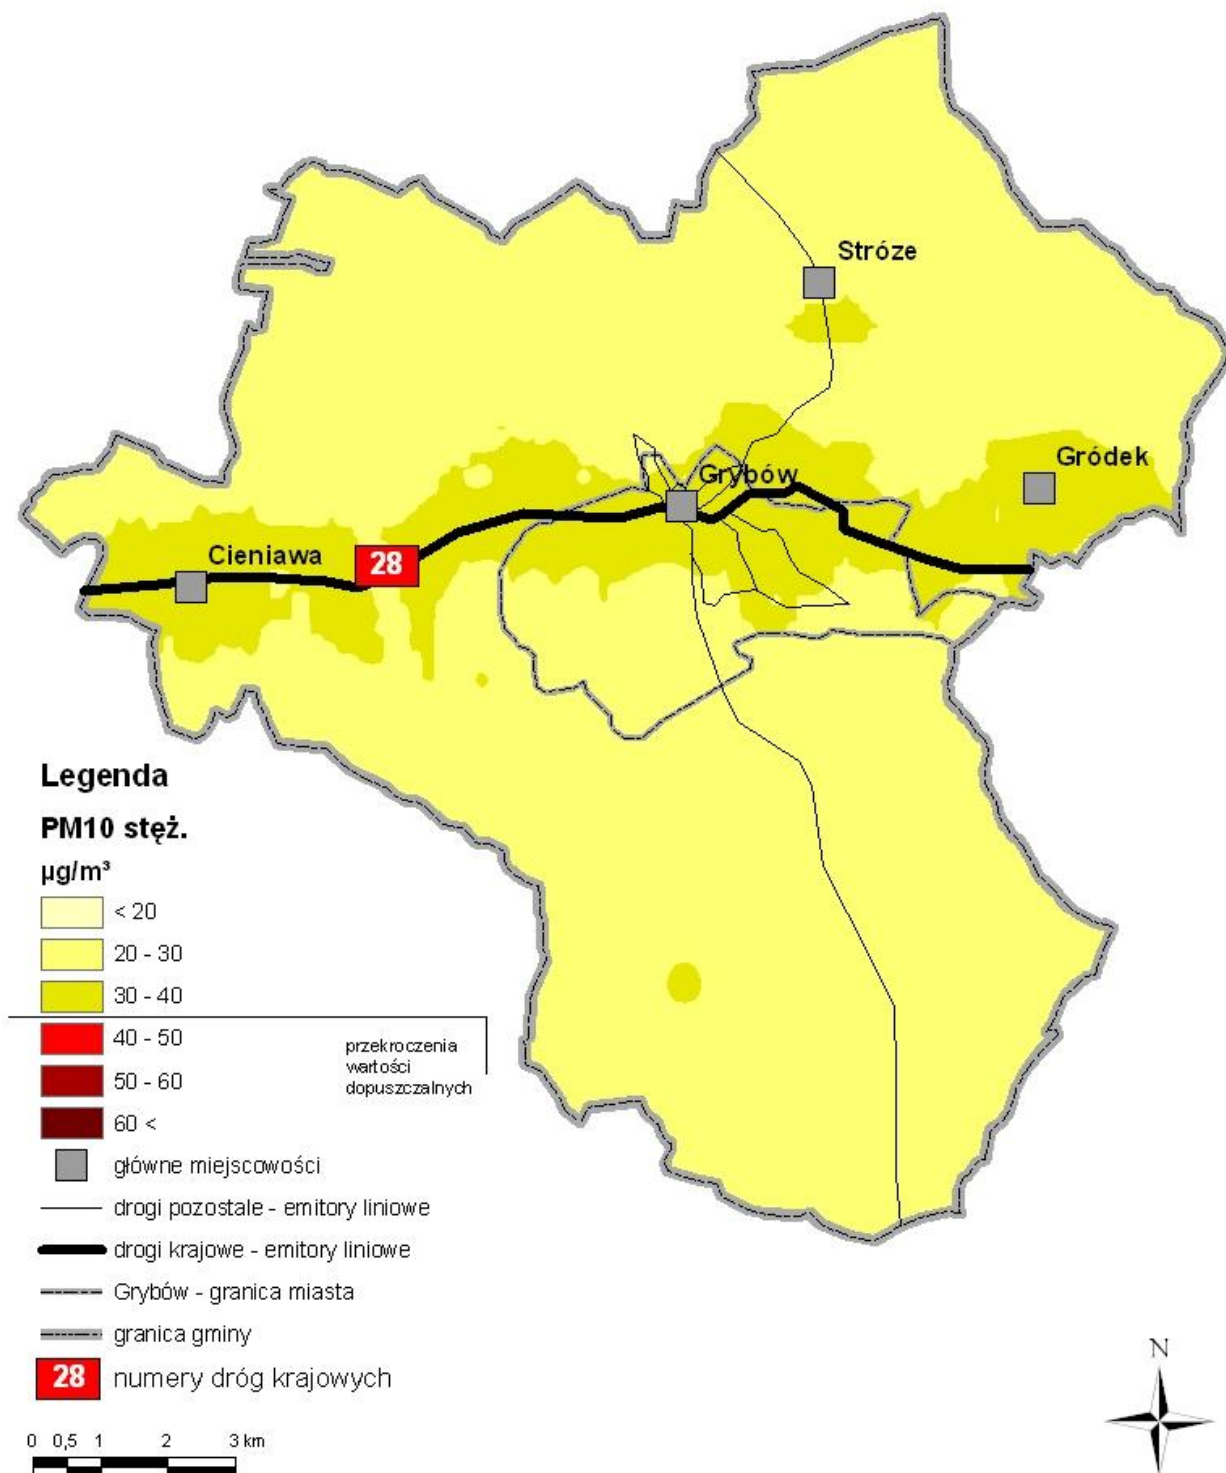 Stróze
Gródek
Grybów
Cieniawa
28
Legenda
PM10 stęż.
µg/m³
< 20
20 - 30
30 - 40
40 - 50
50 - 60
60 <
przekroczenia
wartości
dopuszczalnych
główne miejscowości
drogi pozostałe - emitory liniowe
drogi krajowe - emitory liniowe
Grybów - granica miasta
granica gminy
28 numery dróg krajowych
N
0 0,5 1 2 3 km